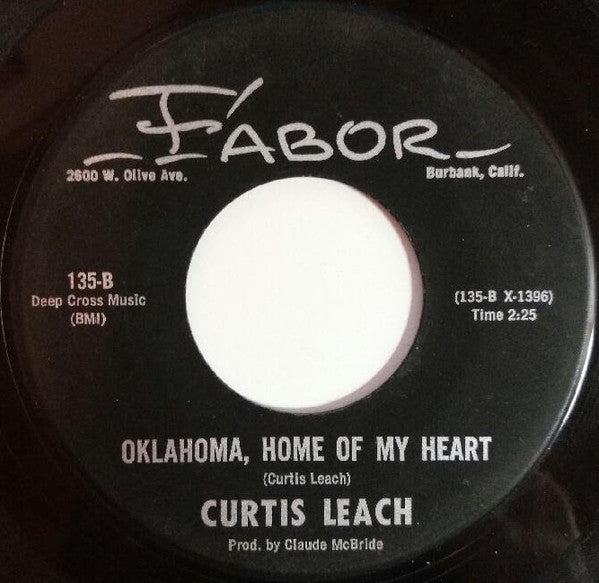 FABOR
2600 W. Olive Ave.
Burbank, Calif.
135-B
Deep Cross Music
(BMI)
(135-B X-1396)
Time 2:25
OKLAHOMA, HOME OF MY HEART
(Curtis Leach)
CURTIS LEACH
Prod. by Claude McBride